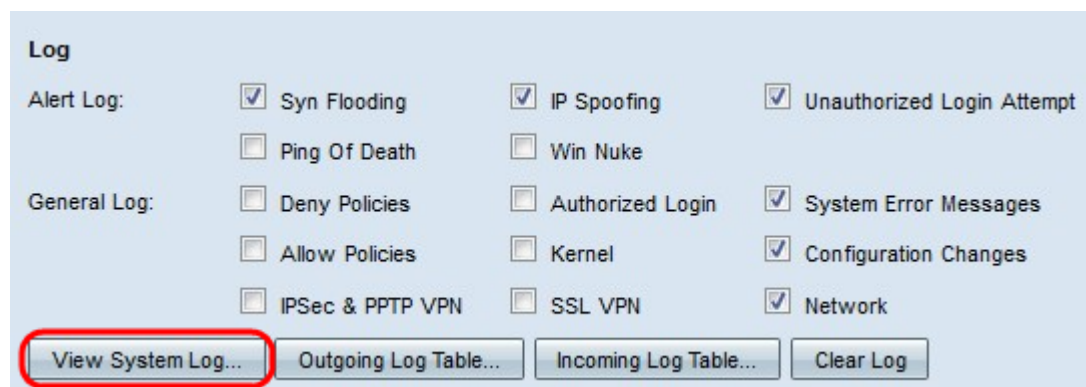 Log
Alert Log: Syn Flooding IP Spoofing Unauthorized Login Attempt
Ping Of Death Win Nuke
General Log: Deny Policies Authorized Login System Error Messages
Allow Policies Kernel Configuration Changes
IPSec & PPTP VPN SSL VPN Network
View System Log... Outgoing Log Table... Incoming Log Table... Clear Log